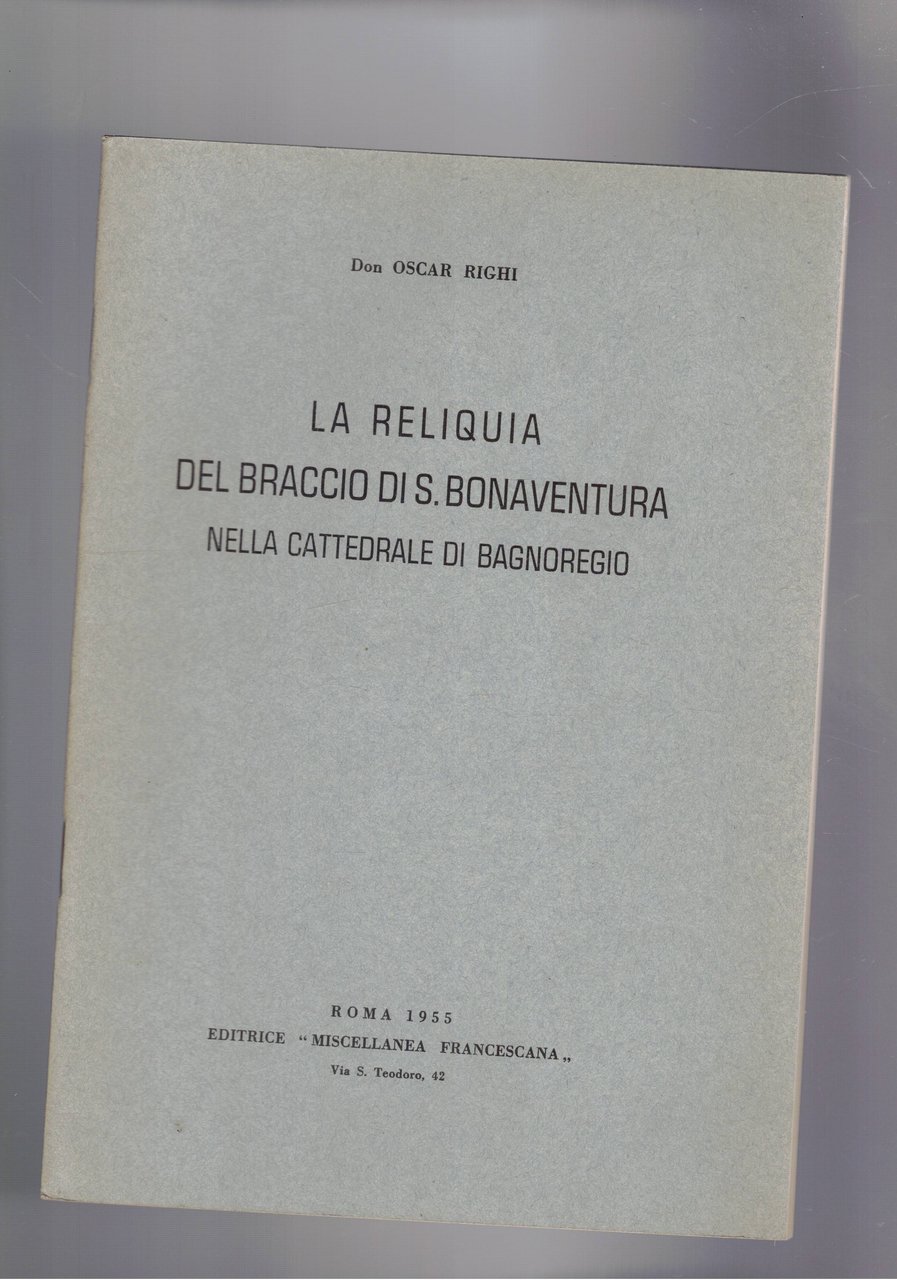 Don OSCAR RIGHI
LA RELIQUIA
DEL BRACCIO DI S. BONAVENTURA
NELLA CATTEDRALE DI BAGNOREGIO
ROMA 1955
EDITRICE “MISCELLANEA FRANCESCANA„
Via S. Teodoro, 42